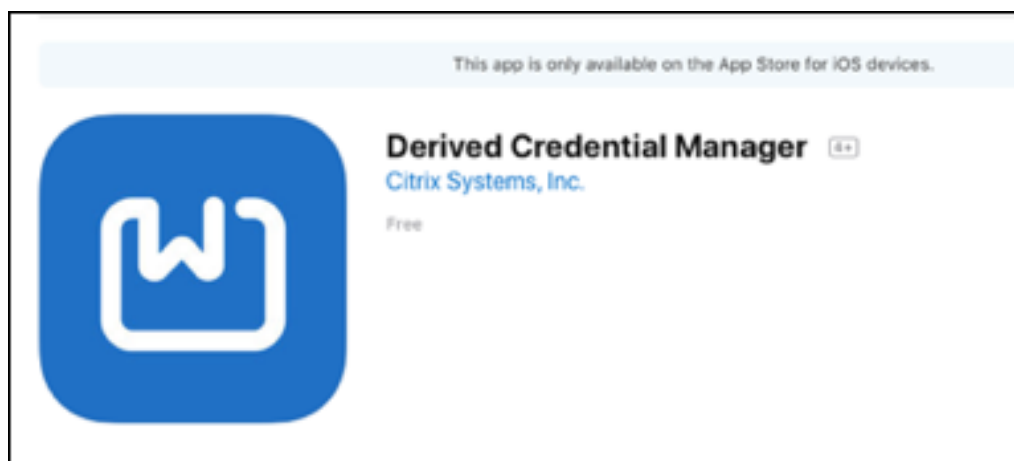 This app is only available on the App Store for iOS devices.
Derived Credential Manager 4+
Citrix Systems, Inc.
Free